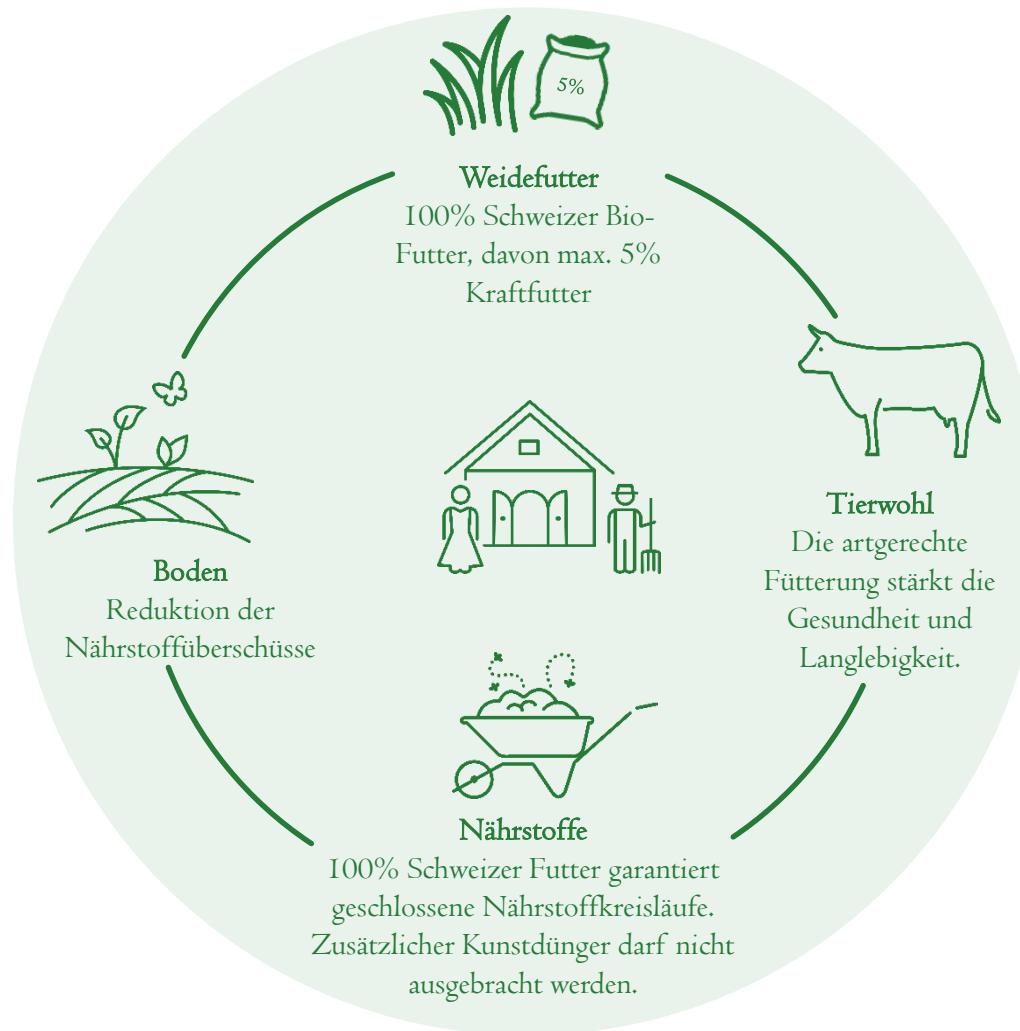 5%
Weidefutter
100% Schweizer Bio-
Futter, davon max. 5%
Kraftfutter
Tierwohl
Die artgerechte
Fütterung stärkt die
Gesundheit und
Langlebigkeit.
Boden
Reduktion der
Nährstoffüberschüsse
Nährstoffe
100% Schweizer Futter garantiert
geschlossene Nährstoffkreisläufe.
Zusätzlicher Kunstdünger darf nicht
ausgebracht werden.